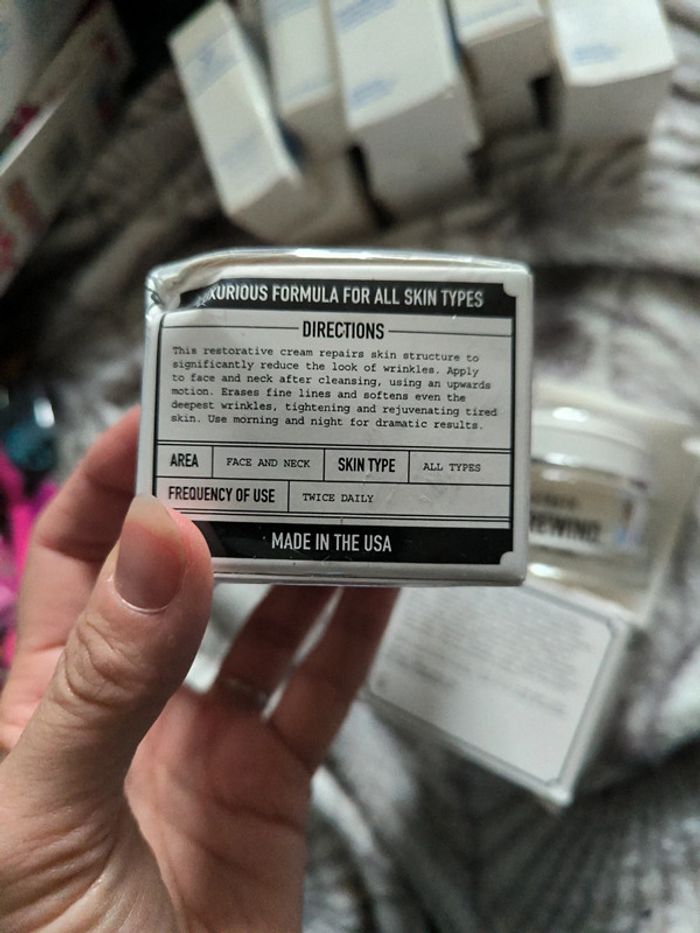 FORMULA FOR ALL SKIN TYPES
DIRECTIONS
This restorative cream repairs skin structure to
significantly reduce the look of wrinkles. Apply
to face and neck after cleansing, using an upwards
motion. Erases fine lines and softens even the
deepest wrinkles, tightening and rejuvenating tired
skin. Use morning and night for dramatic results.
AREA FACE AND NECK SKIN TYPE ALL TYPES
FREQUENCY OF USE TWICE DAILY
MADE IN THE USA